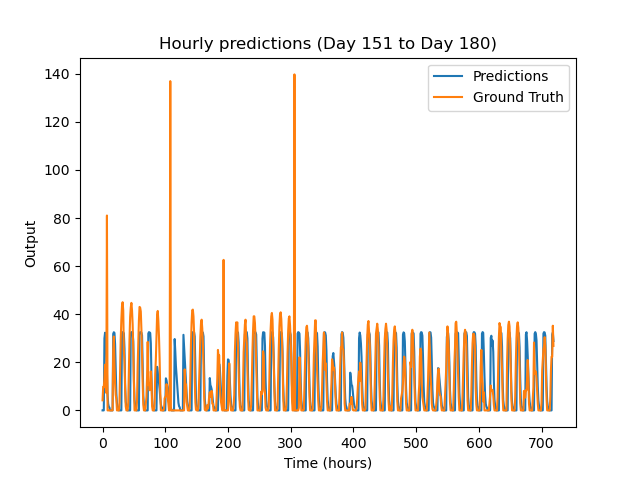 Hourly predictions (Day 151 to Day 180)
Predictions
Ground Truth
140
120
100
80
60
40
20
0
Output
0 100 200 300 400 500 600 700
Time (hours)